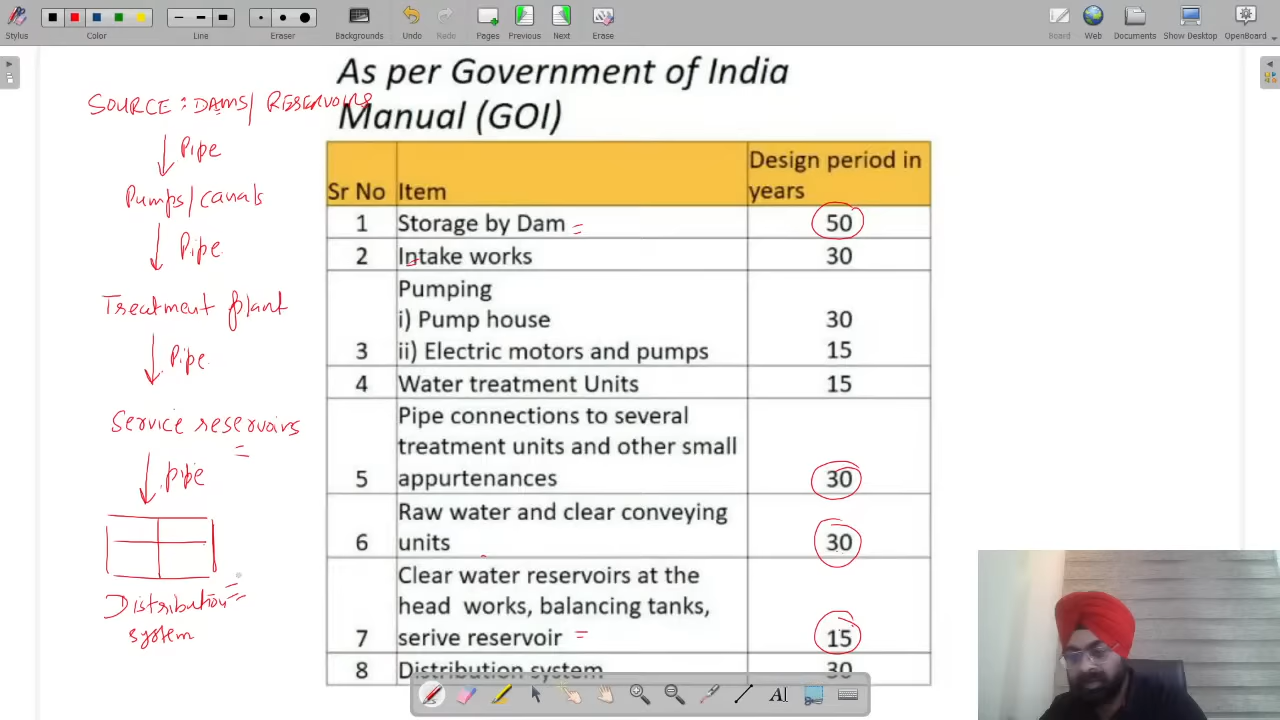 Stylus
Color
Line
Eraser
Backgrounds
Undo
Redo
Pages
Previous
Next
Erase
Board
Web
Documents
Show Desktop
OpenBoard
As per Government of India
Manual (GOI)
SOURCE : DAMS/ RESERVOIRS
Pipe
Pumps/canals
Pipe
Treatment plant
Pipe
Service reservoirs
Pipe
Distribution
system
Sr No Item Design period in years
1 Storage by Dam = 50
2 Intake works 30
Pumping
i) Pump house 30
3 ii) Electric motors and pumps 15
4 Water treatment Units 15
Pipe connections to several
treatment units and other small
5 appurtenances 30
Raw water and clear conveying
6 units 30
Clear water reservoirs at the
head works, balancing tanks,
7 serive reservoir = 15
8 Distribution system 30